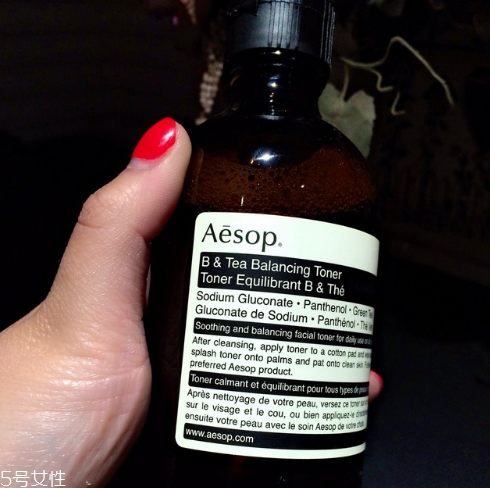 Aēsop.
B & Tea Balancing Toner
Toner Equilibrant B & Thé
Sodium Gluconate • Panthenol • Green Tea
Gluconate de Sodium • Panthénol • Thé
Soothing and balancing facial toner for daily use on
After cleansing, apply toner to a cotton pad and
splash toner onto palms and pat onto clean skin.
preferred Aesop product.
Toner calmant et équilibrant pour tous types de
Après nettoyage de votre peau, versez ce toner sur
sur le visage et le cou, ou bien appliquez-le
ensuite votre peau avec le soin Aesop de votre
www.aesop.com
5号女性